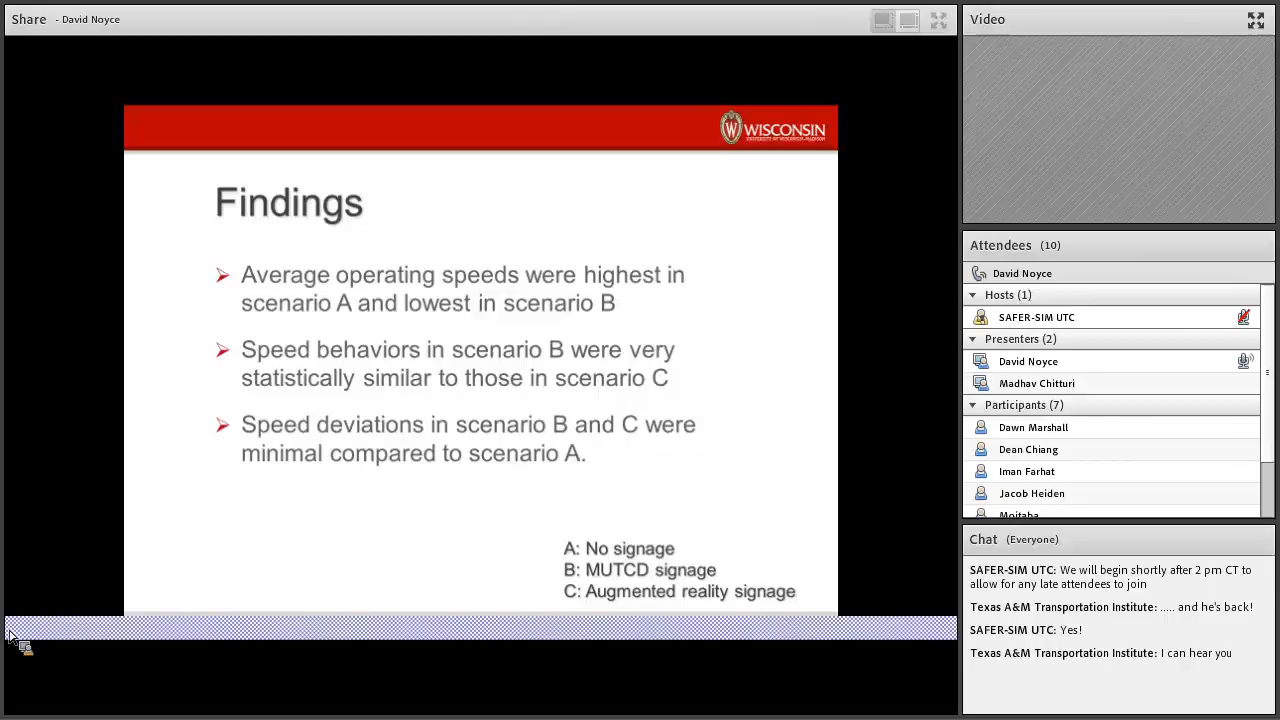 Share - David Noyce
WISCONSIN
UNIVERSITY OF WISCONSIN-MADISON
Findings
Average operating speeds were highest in
scenario A and lowest in scenario B
Speed behaviors in scenario B were very
statistically similar to those in scenario C
Speed deviations in scenario B and C were
minimal compared to scenario A.
A: No signage
B: MUTCD signage
C: Augmented reality signage
Video
Attendees (10)
David Noyce
Hosts (1)
SAFER-SIM UTC
Presenters (2)
David Noyce
Madhav Chitturi
Participants (7)
Dawn Marshall
Dean Chiang
Iman Farhat
Jacob Heiden
Mojtaba
Chat (Everyone)
SAFER-SIM UTC: We will begin shortly after 2 pm CT to
allow for any late attendees to join
Texas A&M Transportation Institute: ..... and he's back!
SAFER-SIM UTC: Yes!
Texas A&M Transportation Institute: I can hear you